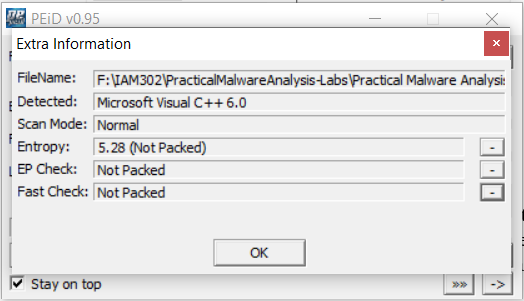 PEiD v0.95
Extra Information
FileName: F:\IAM302\PracticalMalwareAnalysis-Labs\Practical Malware Analysis
Detected: Microsoft Visual C++ 6.0
Scan Mode: Normal
Entropy: 5.28 (Not Packed) -
EP Check: Not Packed -
Fast Check: Not Packed -
OK
Stay on top »» ->